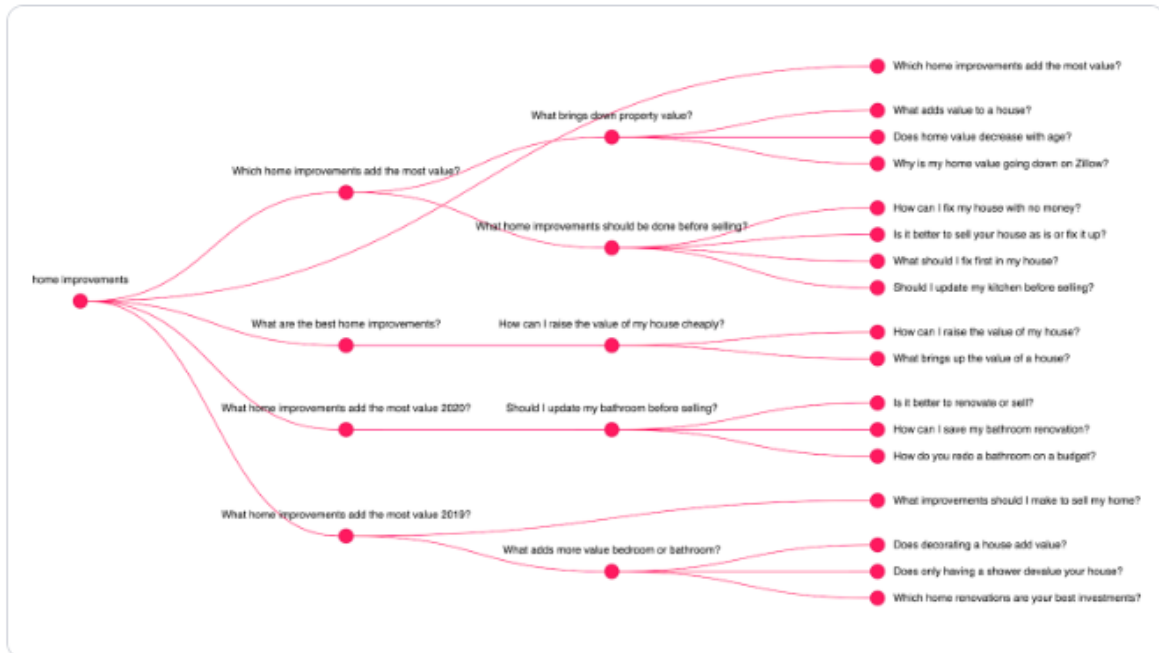 Which home improvements add the most value?
What adds value to a house?
What brings down property value?
Does home value decrease with age?
Why is my home value going down on Zillow?
Which home improvements add the most value?
How can I fix my house with no money?
What home improvements should be done before selling?
Is it better to sell your house as is or fix it up?
What should I fix first in my house?
home improvements
Should I update my kitchen before selling?
What are the best home improvements?
How can I raise the value of my house cheaply?
How can I raise the value of my house?
What brings up the value of a house?
Is it better to renovate or sell?
What home improvements add the most value 2020?
Should I update my bathroom before selling?
How can I save my bathroom renovation?
How do you redo a bathroom on a budget?
What improvements should I make to sell my home?
What home improvements add the most value 2019?
Does decorating a house add value?
What adds more value bedroom or bathroom?
Does only having a shower devalue your house?
Which home renovations are your best investments?